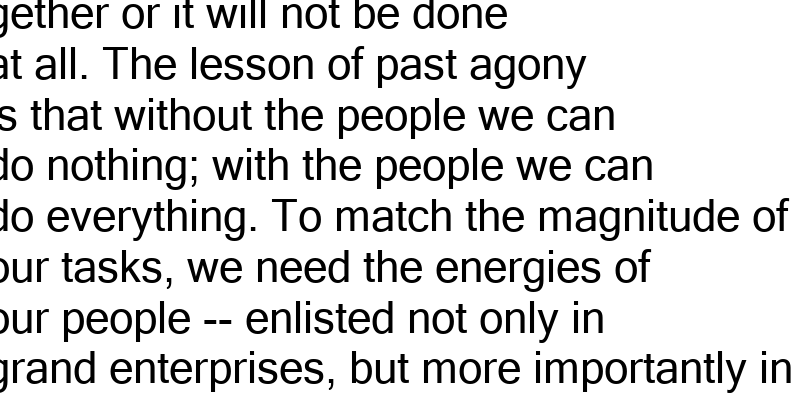 gether or it will not be done
at all. The lesson of past agony
is that without the people we can
do nothing; with the people we can
do everything. To match the magnitude of
our tasks, we need the energies of
our people -- enlisted not only in
grand enterprises, but more importantly in